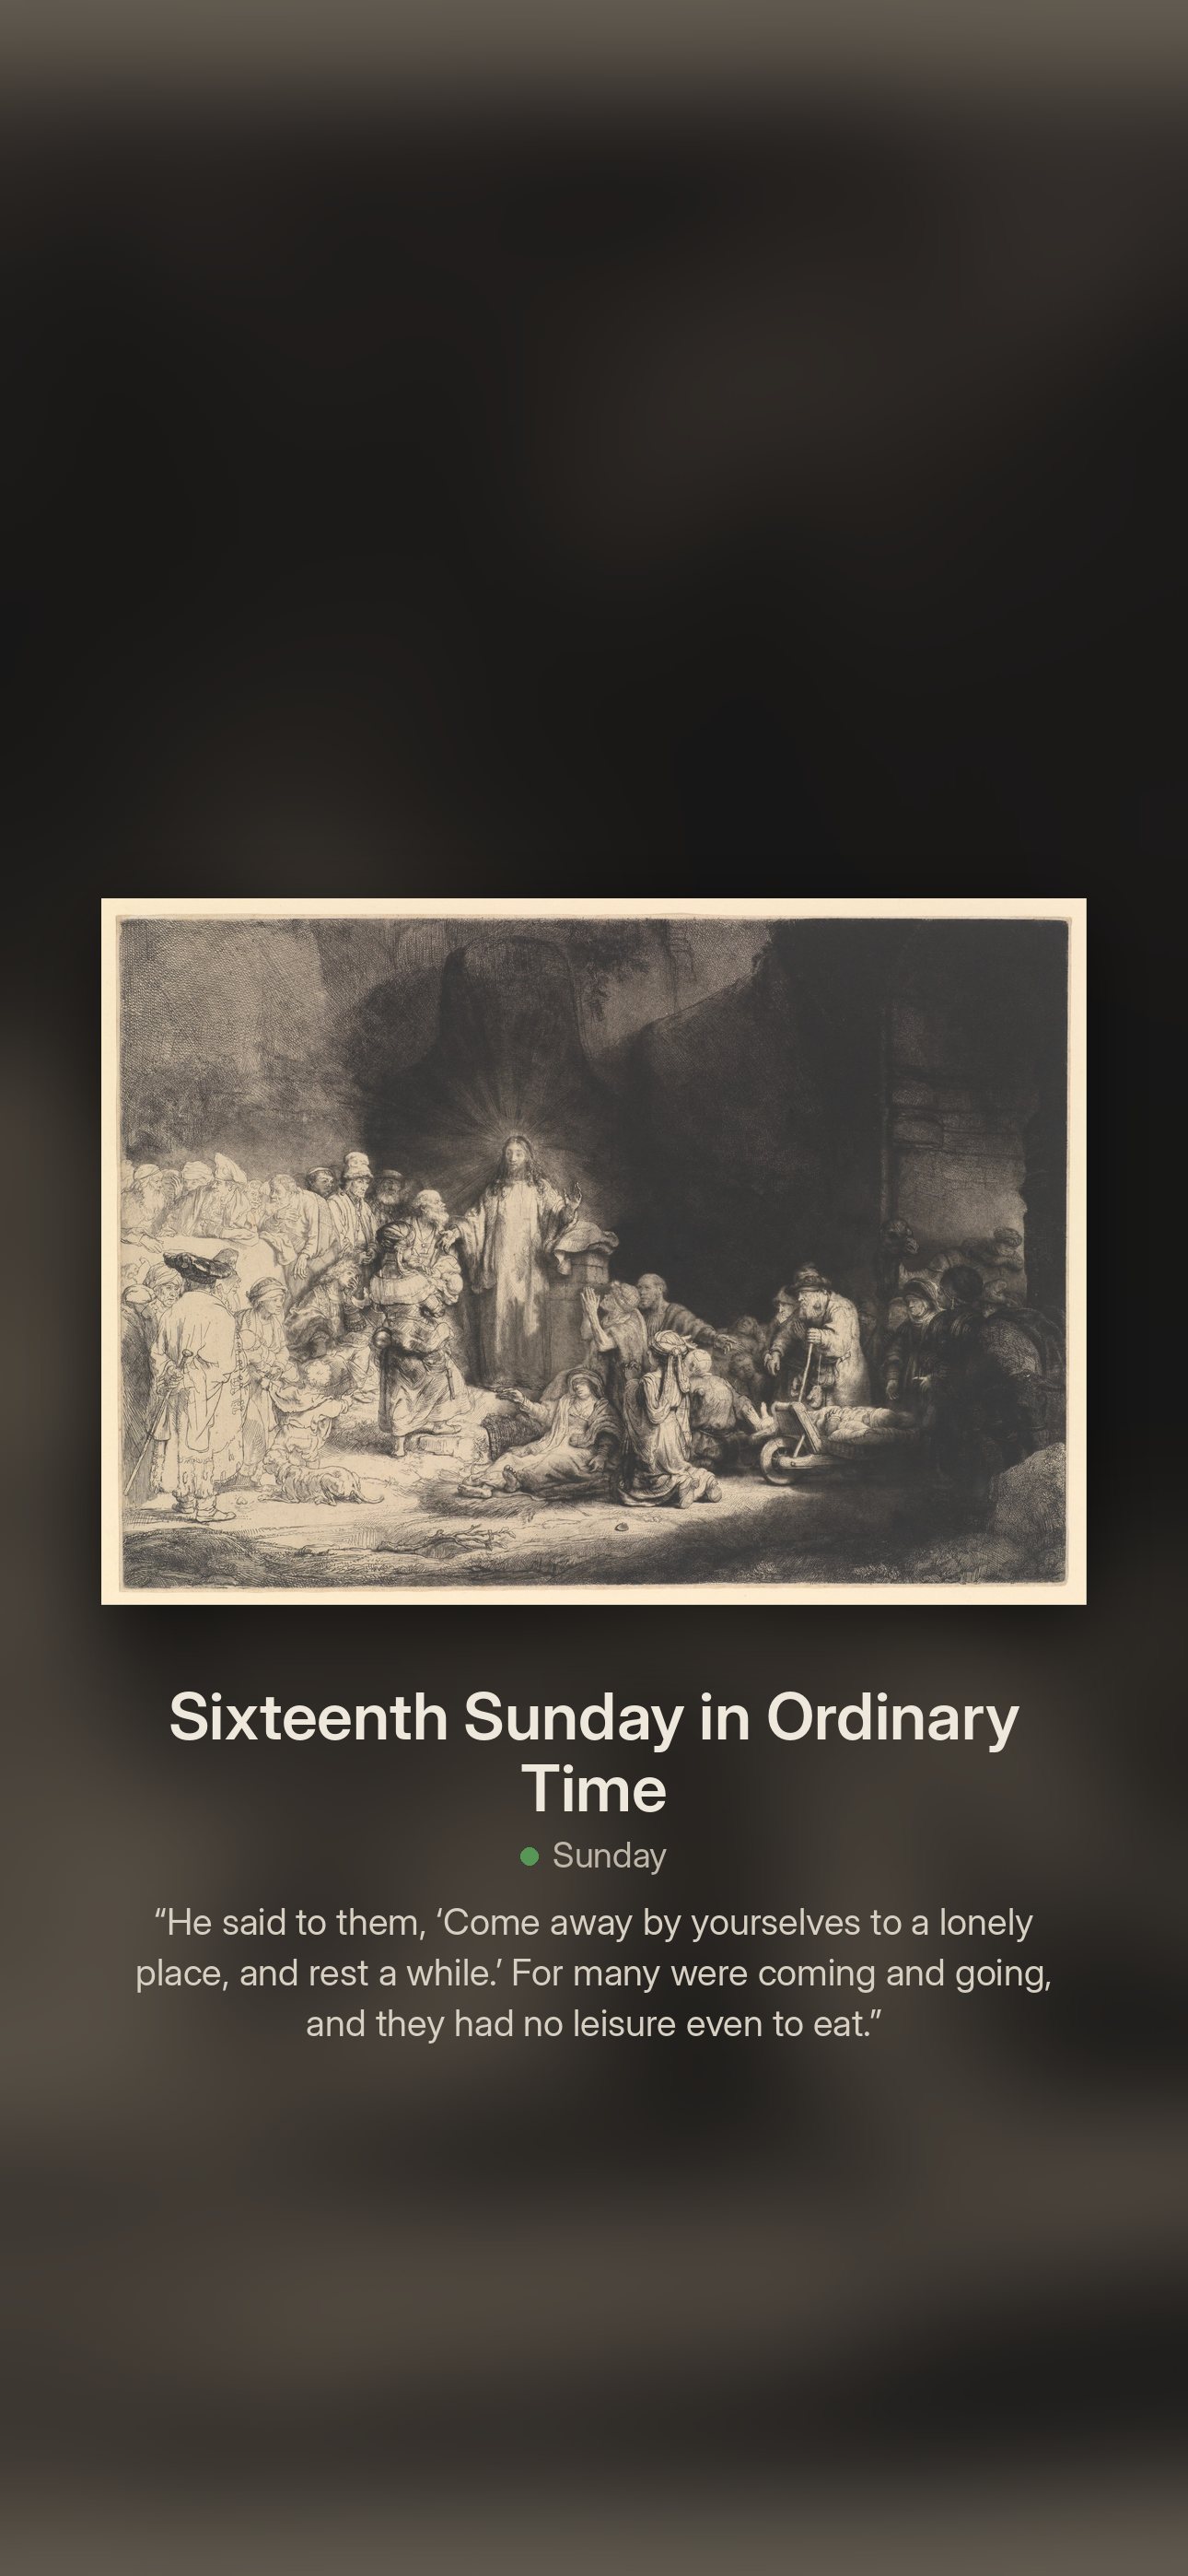 Sixteenth Sunday in Ordinary
Time
Sunday
“He said to them, ‘Come away by yourselves to a lonely
place, and rest a while.’ For many were coming and going,
and they had no leisure even to eat.”